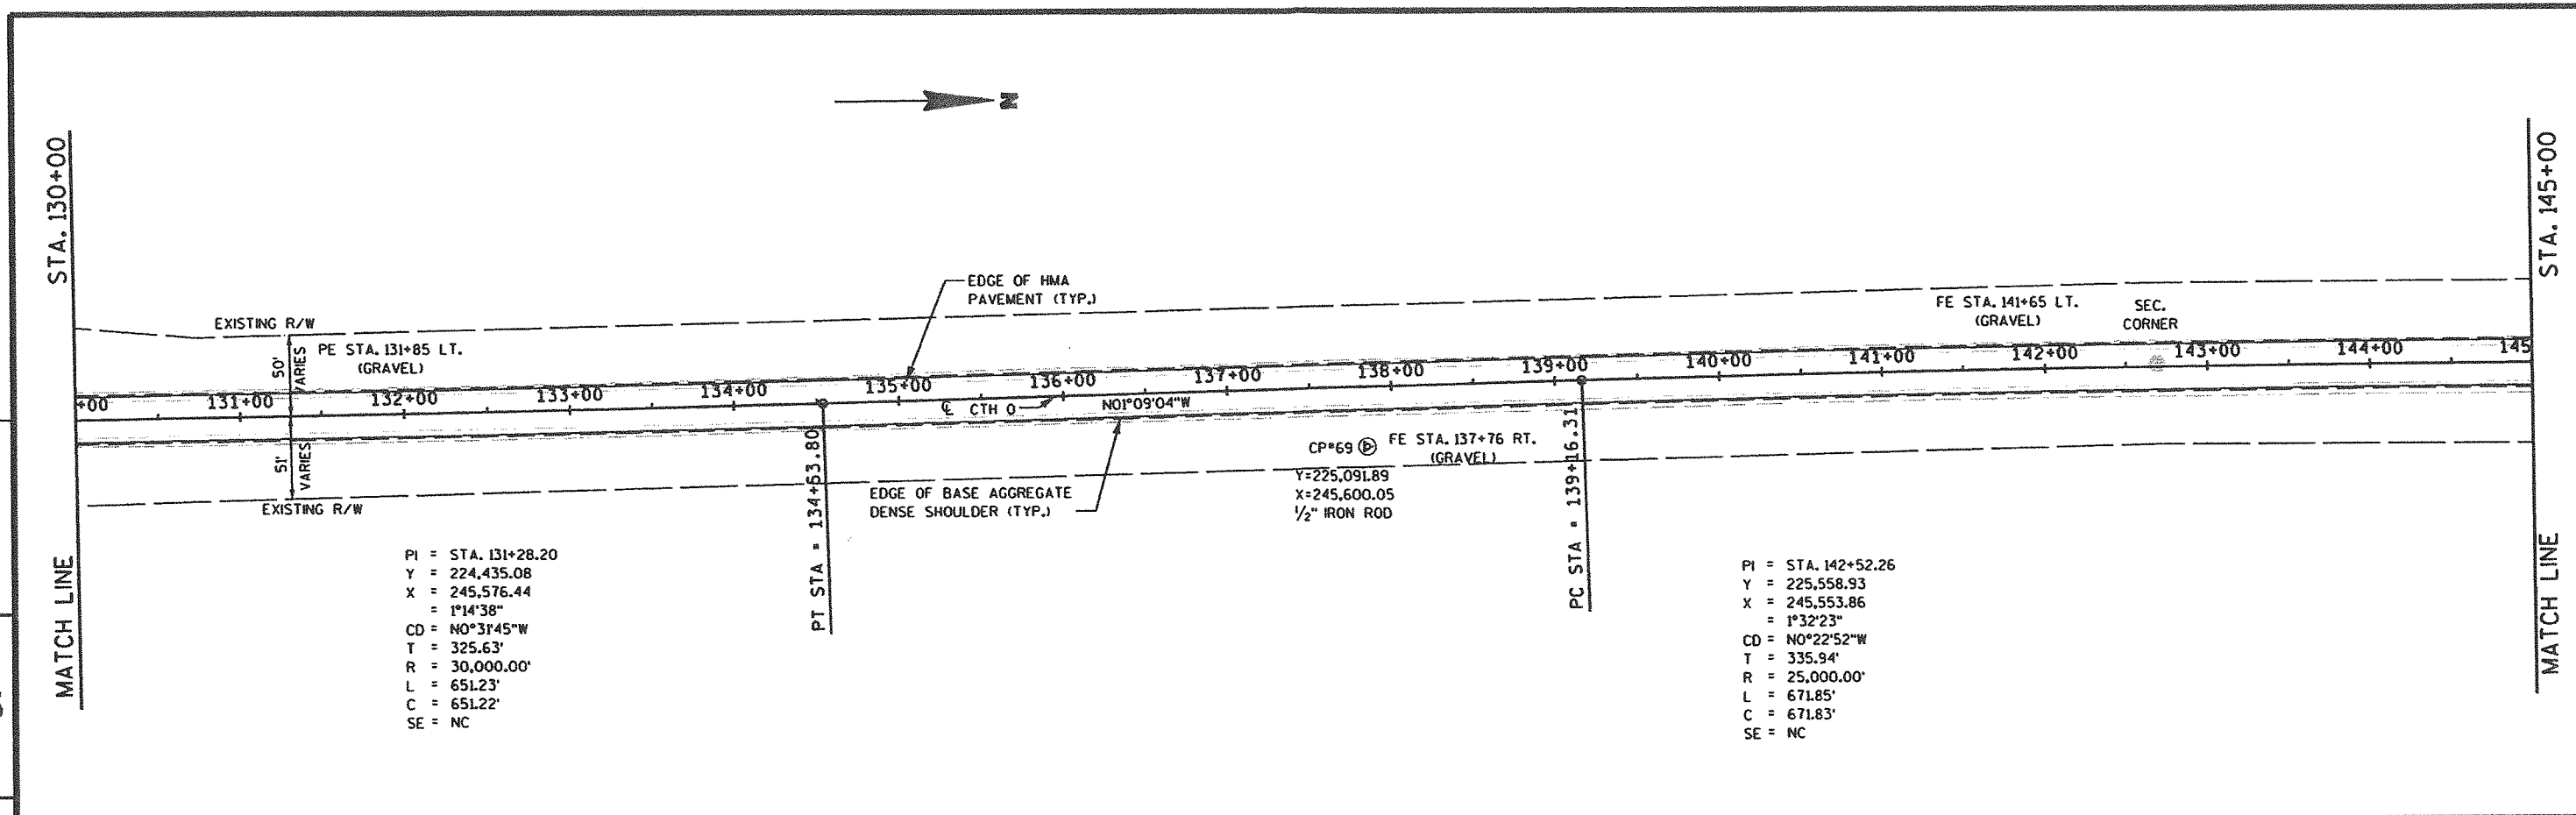 N
STA. 130+00
STA. 145+00
EDGE OF HMA
PAVEMENT (TYP.)
EXISTING R/W
50'
VARIES
PE STA. 131+85 LT.
(GRAVEL)
FE STA. 141+65 LT.
(GRAVEL)
SEC.
CORNER
+00
131+00
132+00
133+00
134+00
135+00
136+00
137+00
138+00
139+00
140+00
141+00
142+00
143+00
144+00
145
℄ CTH O
N01°09'04"W
51'
VARIES
EXISTING R/W
EDGE OF BASE AGGREGATE
DENSE SHOULDER (TYP.)
CP#69
FE STA. 137+76 RT.
(GRAVEL)
Y=225,091.89
X=245,600.05
1/2" IRON ROD
PT STA = 134+53.80
PC STA = 139+16.31
MATCH LINE
MATCH LINE
PI = STA. 131+28.20
Y = 224,435.08
X = 245,576.44
= 1°14'38"
CD = N0°31'45"W
T = 325.63'
R = 30,000.00'
L = 651.23'
C = 651.22'
SE = NC
PI = STA. 142+52.26
Y = 225,558.93
X = 245,553.86
= 1°32'23"
CD = N0°22'52"W
T = 335.94'
R = 25,000.00'
L = 671.85'
C = 671.83'
SE = NC